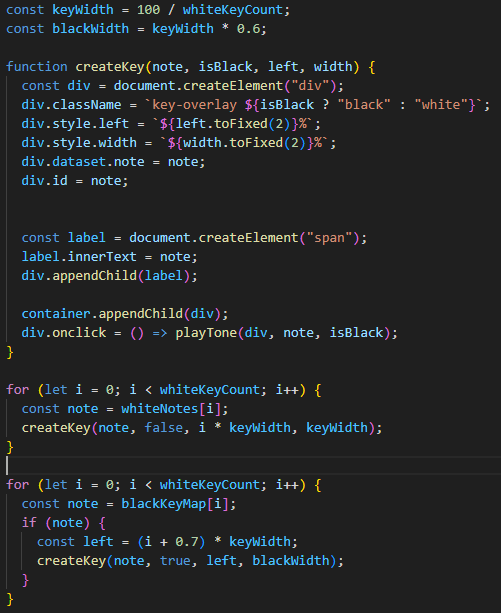 const keyWidth = 100 / whiteKeyCount;
const blackWidth = keyWidth * 0.6;

function createKey(note, isBlack, left, width) {
  const div = document.createElement("div");
  div.className = `key-overlay ${isBlack ? "black" : "white"}`;
  div.style.left = `${left.toFixed(2)}%`;
  div.style.width = `${width.toFixed(2)}%`;
  div.dataset.note = note;
  div.id = note;


  const label = document.createElement("span");
  label.innerText = note;
  div.appendChild(label);

  container.appendChild(div);
  div.onclick = () => playTone(div, note, isBlack);
}

for (let i = 0; i < whiteKeyCount; i++) {
  const note = whiteNotes[i];
  createKey(note, false, i * keyWidth, keyWidth);
}

for (let i = 0; i < whiteKeyCount; i++) {
  const note = blackKeyMap[i];
  if (note) {
    const left = (i + 0.7) * keyWidth;
    createKey(note, true, left, blackWidth);
  }
}